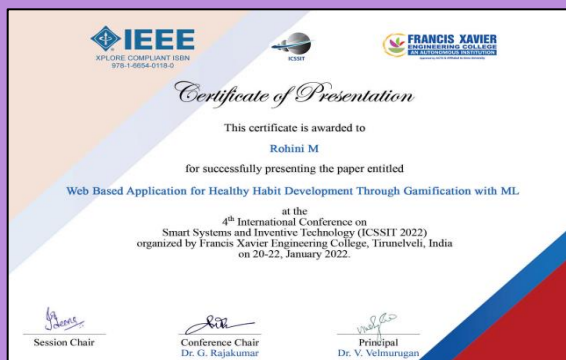 IEEE
XPLORE COMPLIANT ISBN
978-1-6654-0118-0
ICSSIT
FRANCIS XAVIER
ENGINEERING COLLEGE
AN AUTONOMOUS INSTITUTION
Certificate of Presentation
This certificate is awarded to
Rohini M
for successfully presenting the paper entitled
Web Based Application for Healthy Habit Development Through Gamification with ML
at the
4th International Conference on
Smart Systems and Inventive Technology (ICSSIT 2022)
organized by Francis Xavier Engineering College, Tirunelveli, India
on 20-22, January 2022.
Session Chair
Conference Chair
Dr. G. Rajakumar
Principal
Dr. V. Velmurugan